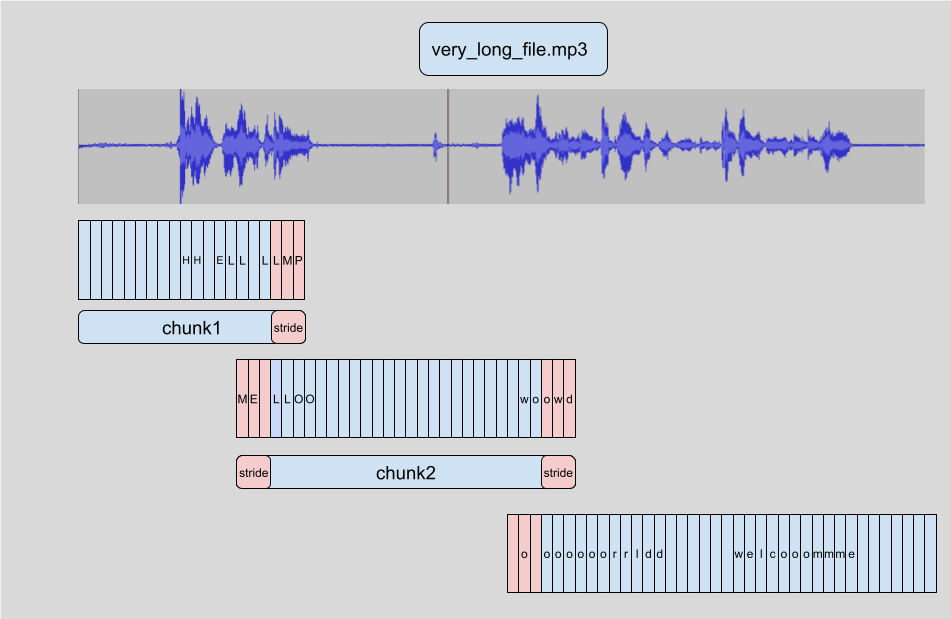 very_long_file.mp3
H H E L L L L M P
chunk1 stride
M E L L O O w o o w d
stride chunk2 stride
o o o o o o o r r l d d w e l c o o o m m m e